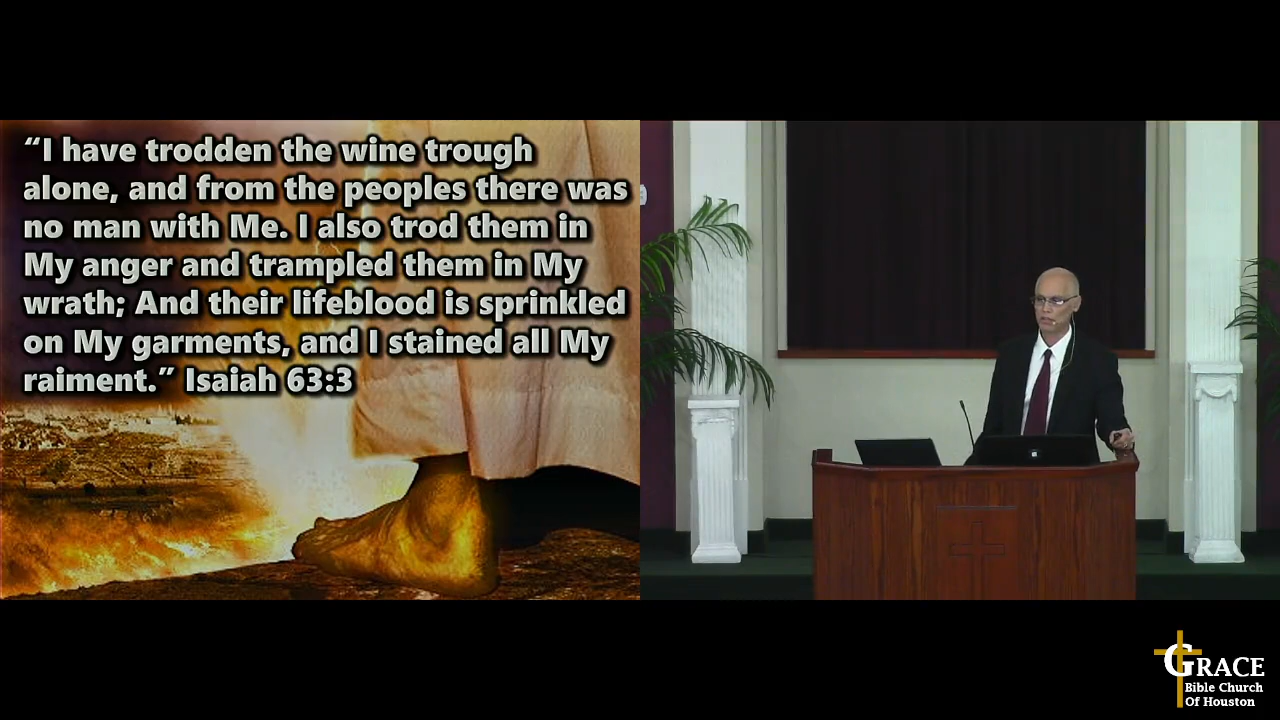 “I have trodden the wine trough
alone, and from the peoples there was
no man with Me. I also trod them in
My anger and trampled them in My
wrath; And their lifeblood is sprinkled
on My garments, and I stained all My
raiment.” Isaiah 63:3
GRACE
Bible Church
Of Houston